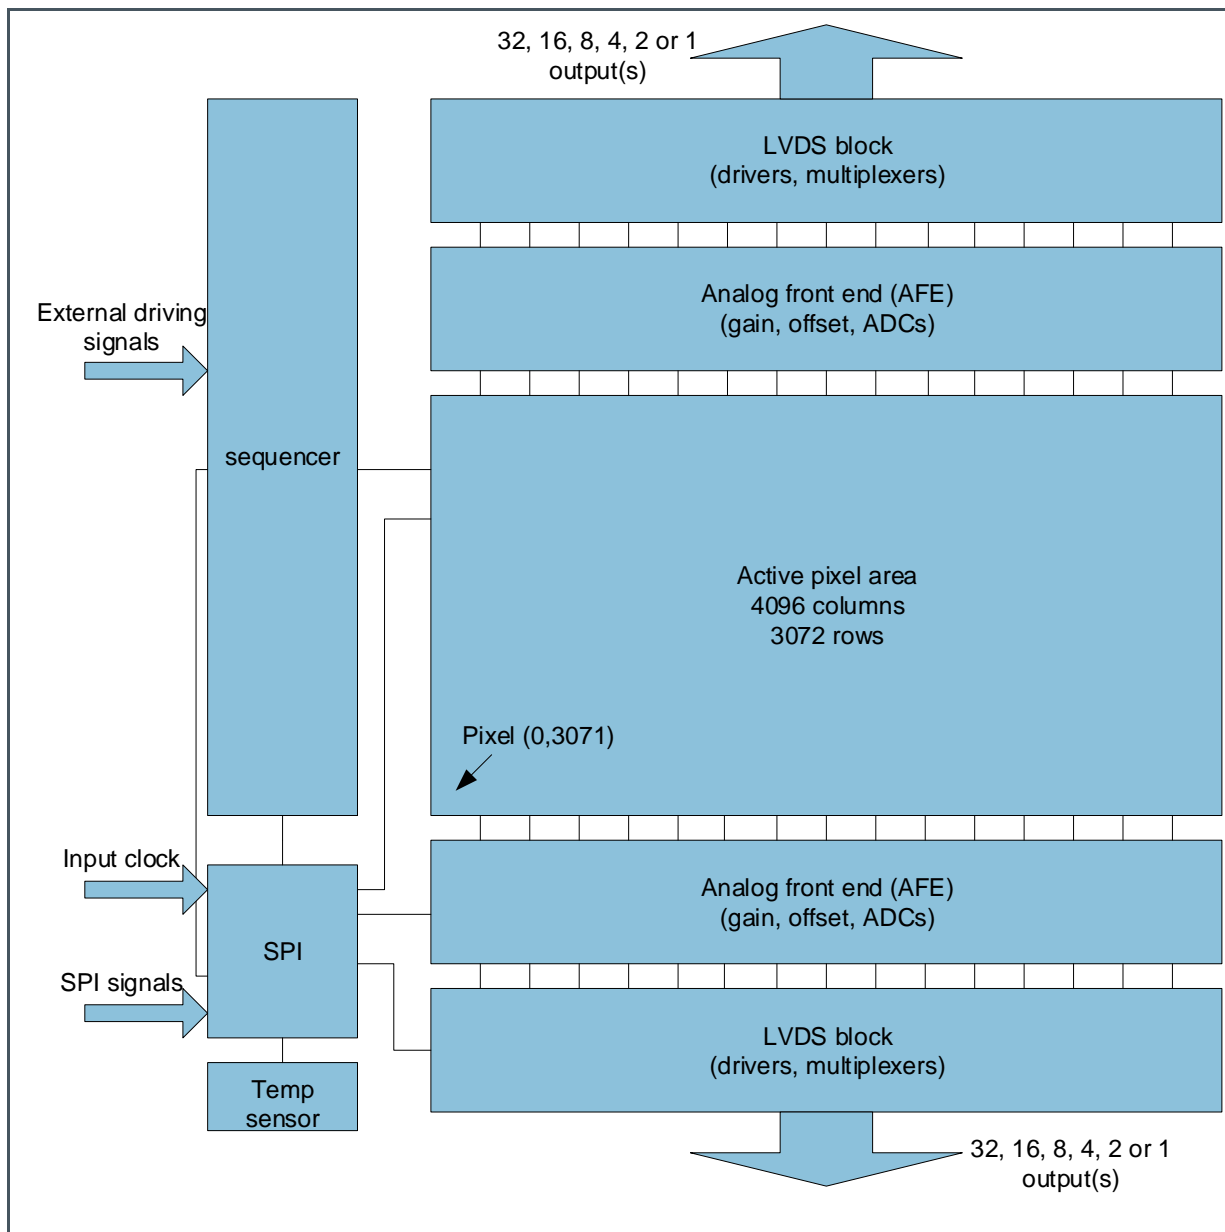 32, 16, 8, 4, 2 or 1
output(s)
LVDS block
(drivers, multiplexers)
Analog front end (AFE)
(gain, offset, ADCs)
External driving
signals
sequencer
Active pixel area
4096 columns
3072 rows
Pixel (0,3071)
Input clock
Analog front end (AFE)
(gain, offset, ADCs)
SPI
SPI signals
LVDS block
(drivers, multiplexers)
Temp
sensor
32, 16, 8, 4, 2 or 1
output(s)